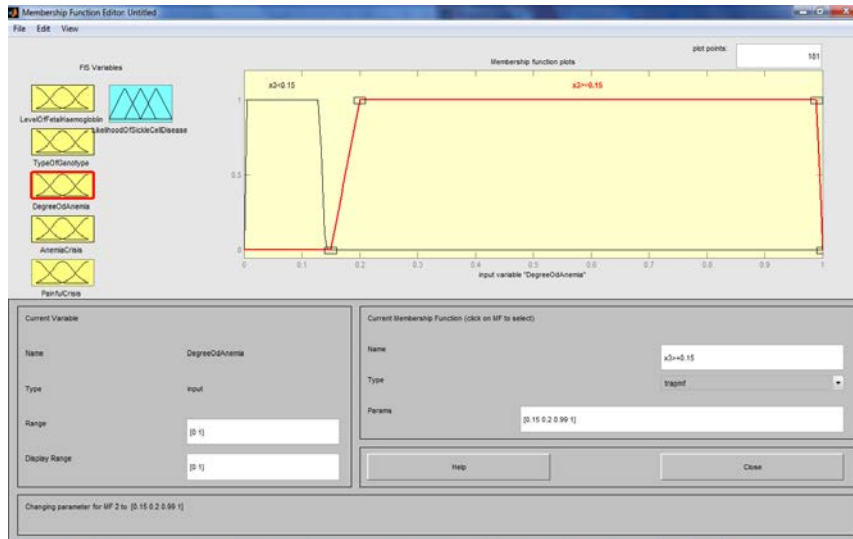 Membership Function Editor: Untitled
File Edit View
FIS Variables
LevelOfFetalHaemogloblin
LikelihoodOfSickleCellDisease
TypeOfGenotype
DegreeOdAnemia
AnemiaCrisis
PainfulCrisis
Membership function plots
plot points:
181
x3<0.15
x3>=0.15
1
0.5
0
0 0.1 0.2 0.3 0.4 0.5 0.6 0.7 0.8 0.9 1
input variable "DegreeOdAnemia"
Current Variable
Name DegreeOdAnemia
Type input
Range [0 1]
Display Range [0 1]
Current Membership Function (click on MF to select)
Name x3>=0.15
Type trapmf
Params [0.15 0.2 0.99 1]
Help Close
Changing parameter for MF 2 to [0.15 0.2 0.99 1]